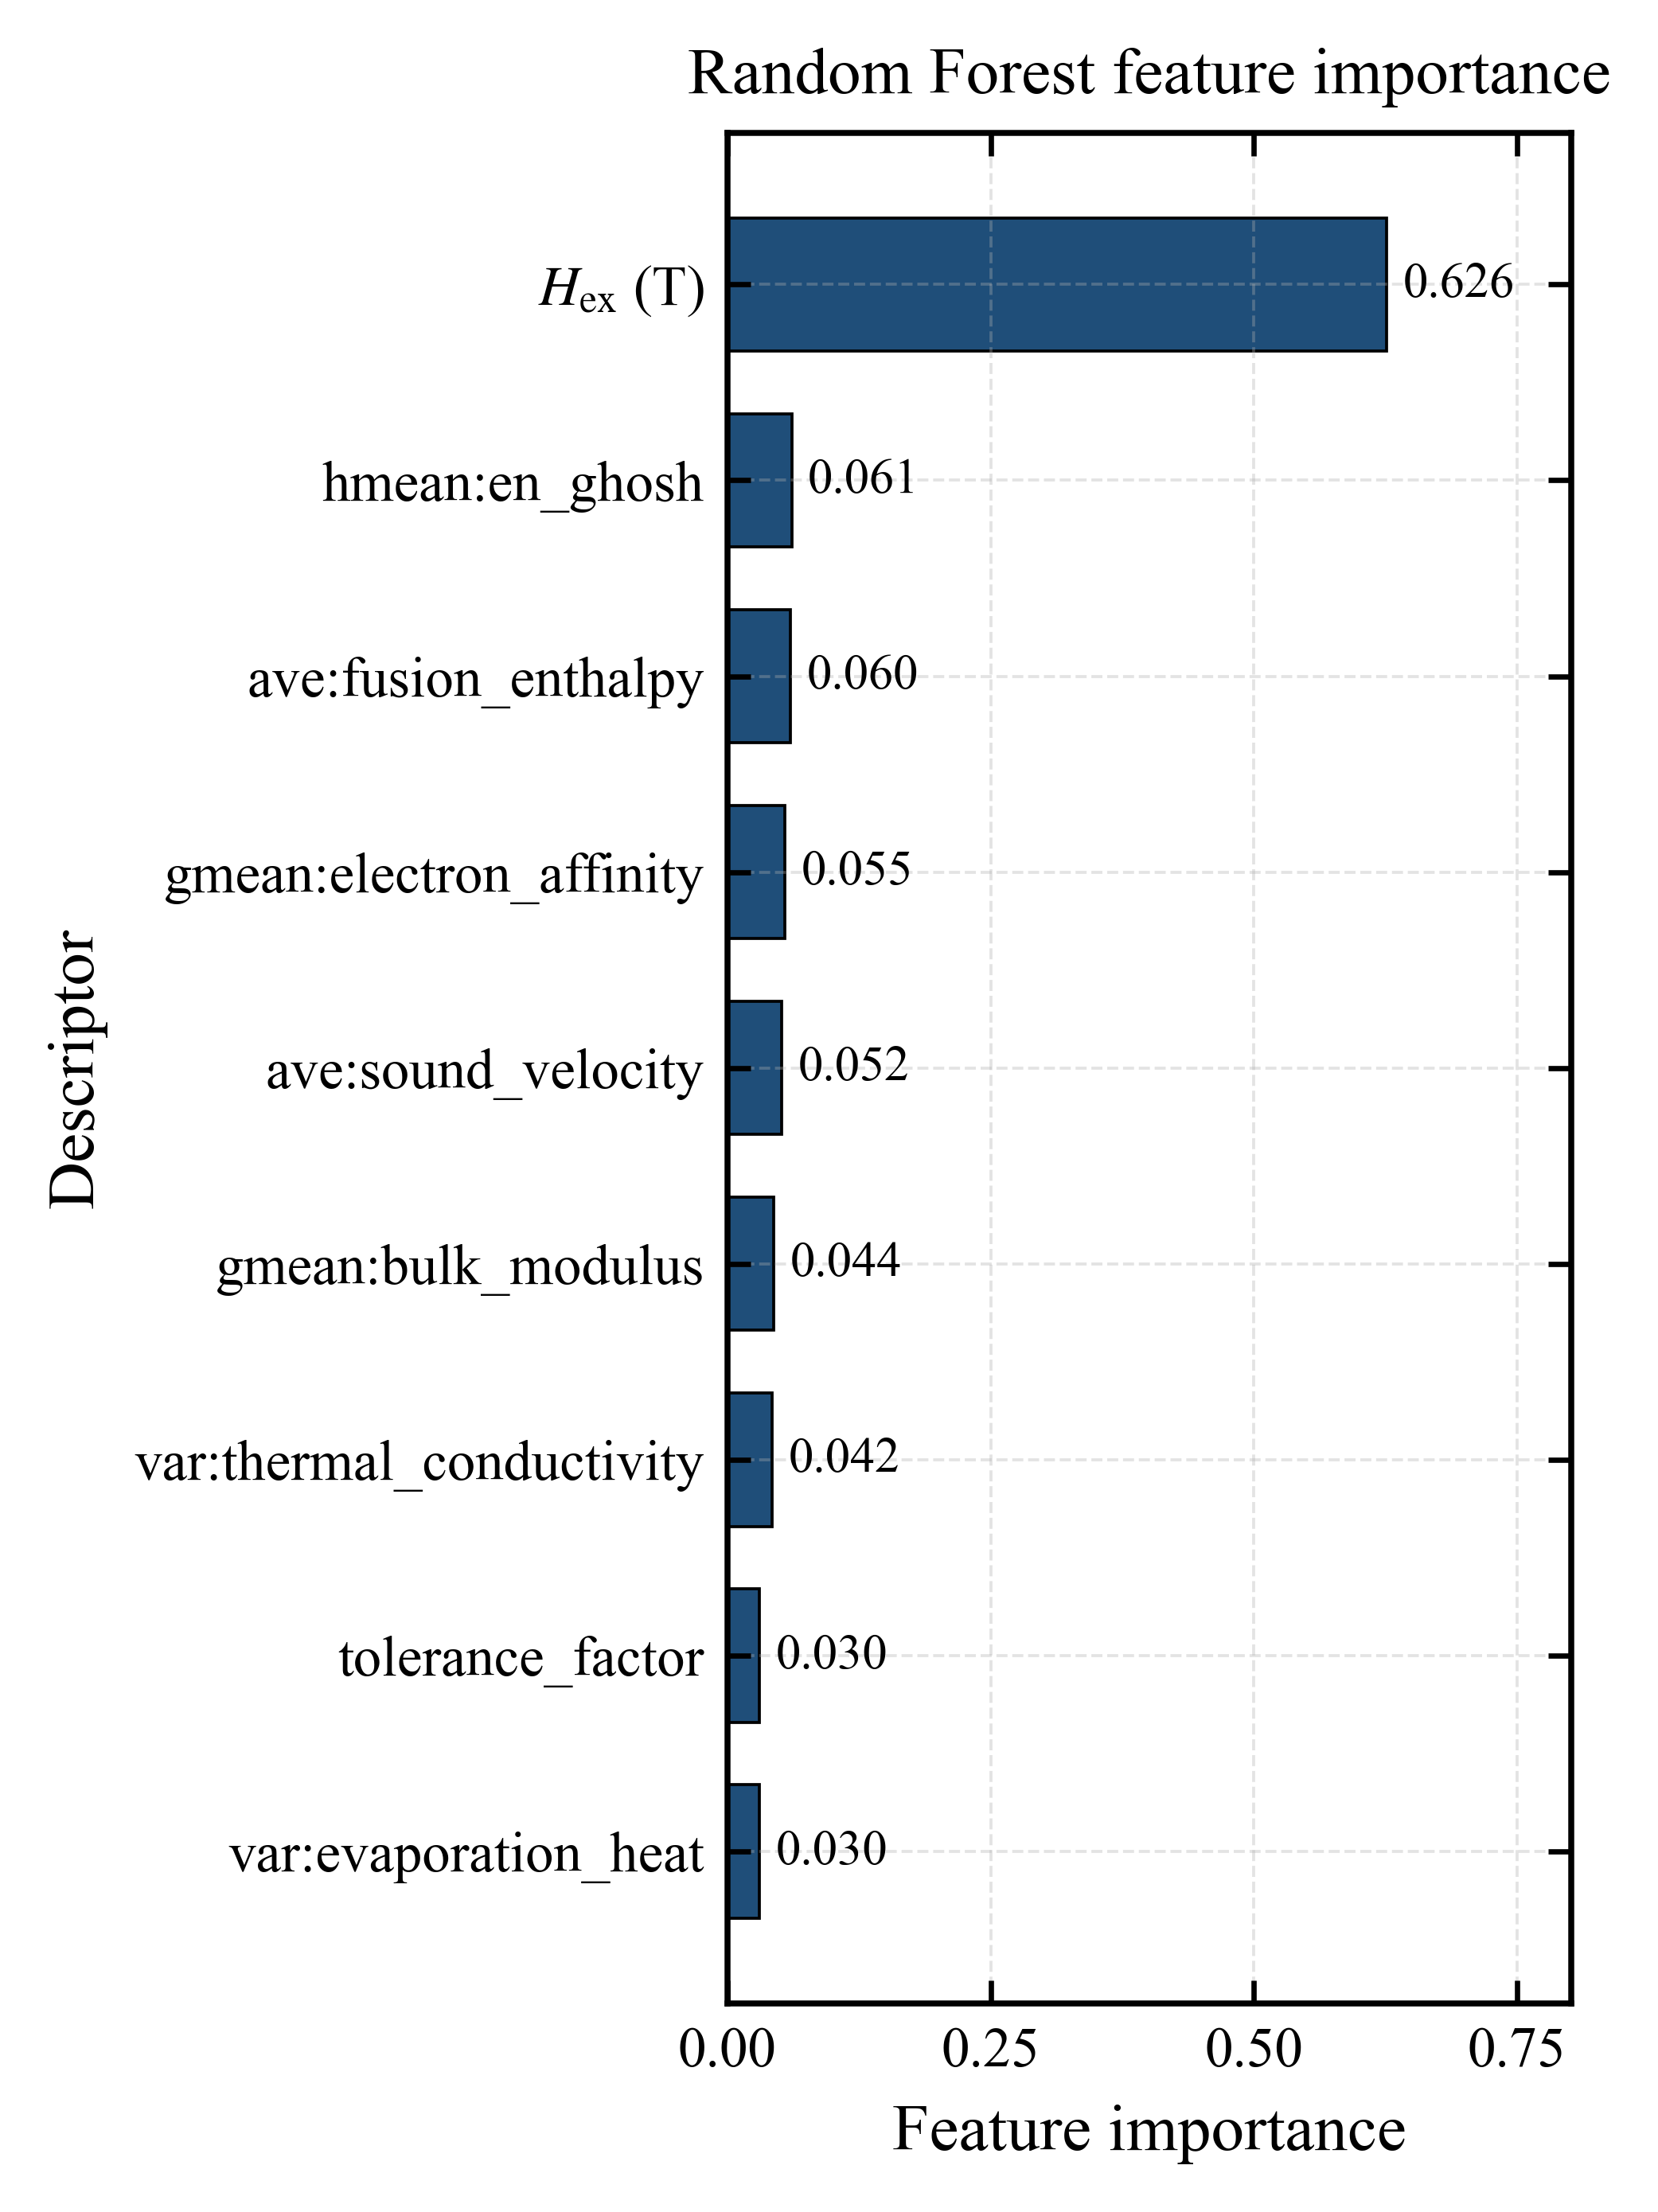 Random Forest feature importance
Hex (T)
0.626
hmean:en_ghosh
0.061
ave:fusion_enthalpy
0.060
gmean:electron_affinity
0.055
ave:sound_velocity
0.052
gmean:bulk_modulus
0.044
var:thermal_conductivity
0.042
tolerance_factor
0.030
var:evaporation_heat
0.030
Descriptor
0.00 0.25 0.50 0.75
Feature importance